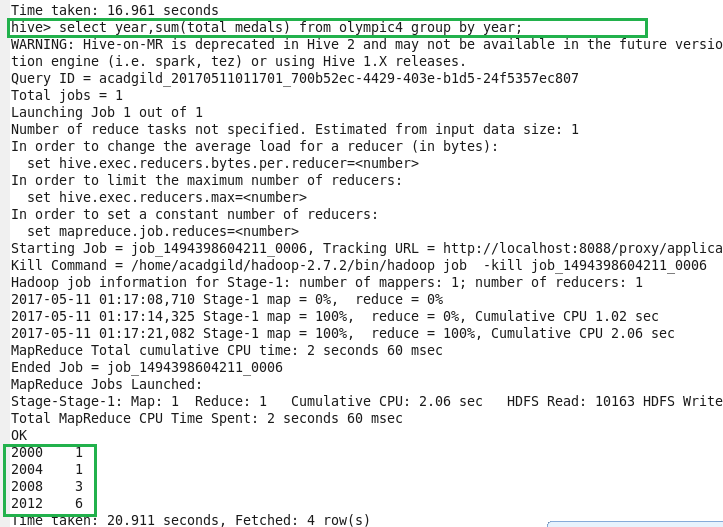 Time taken: 16.961 seconds
hive> select year,sum(total medals) from olympic4 group by year;
WARNING: Hive-on-MR is deprecated in Hive 2 and may not be available in the future versio
tion engine (i.e. spark, tez) or using Hive 1.X releases.
Query ID = acadgild_20170511011701_700b52ec-4429-403e-b1d5-24f5357ec807
Total jobs = 1
Launching Job 1 out of 1
Number of reduce tasks not specified. Estimated from input data size: 1
In order to change the average load for a reducer (in bytes):
  set hive.exec.reducers.bytes.per.reducer=<number>
In order to limit the maximum number of reducers:
  set hive.exec.reducers.max=<number>
In order to set a constant number of reducers:
  set mapreduce.job.reduces=<number>
Starting Job = job_1494398604211_0006, Tracking URL = http://localhost:8088/proxy/applica
Kill Command = /home/acadgild/hadoop-2.7.2/bin/hadoop job  -kill job_1494398604211_0006
Hadoop job information for Stage-1: number of mappers: 1; number of reducers: 1
2017-05-11 01:17:08,710 Stage-1 map = 0%,  reduce = 0%
2017-05-11 01:17:14,325 Stage-1 map = 100%,  reduce = 0%, Cumulative CPU 1.02 sec
2017-05-11 01:17:21,082 Stage-1 map = 100%,  reduce = 100%, Cumulative CPU 2.06 sec
MapReduce Total cumulative CPU time: 2 seconds 60 msec
Ended Job = job_1494398604211_0006
MapReduce Jobs Launched:
Stage-Stage-1: Map: 1  Reduce: 1   Cumulative CPU: 2.06 sec   HDFS Read: 10163 HDFS Write
Total MapReduce CPU Time Spent: 2 seconds 60 msec
OK
2000    1
2004    1
2008    3
2012    6
Time taken: 20.911 seconds, Fetched: 4 row(s)